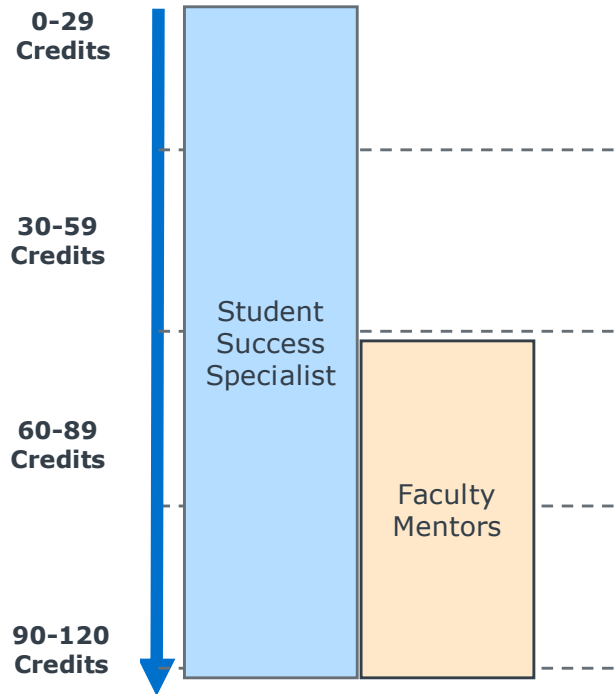 0-29
Credits
30-59
Credits
Student
Success
Specialist
60-89
Credits
Faculty
Mentors
90-120
Credits